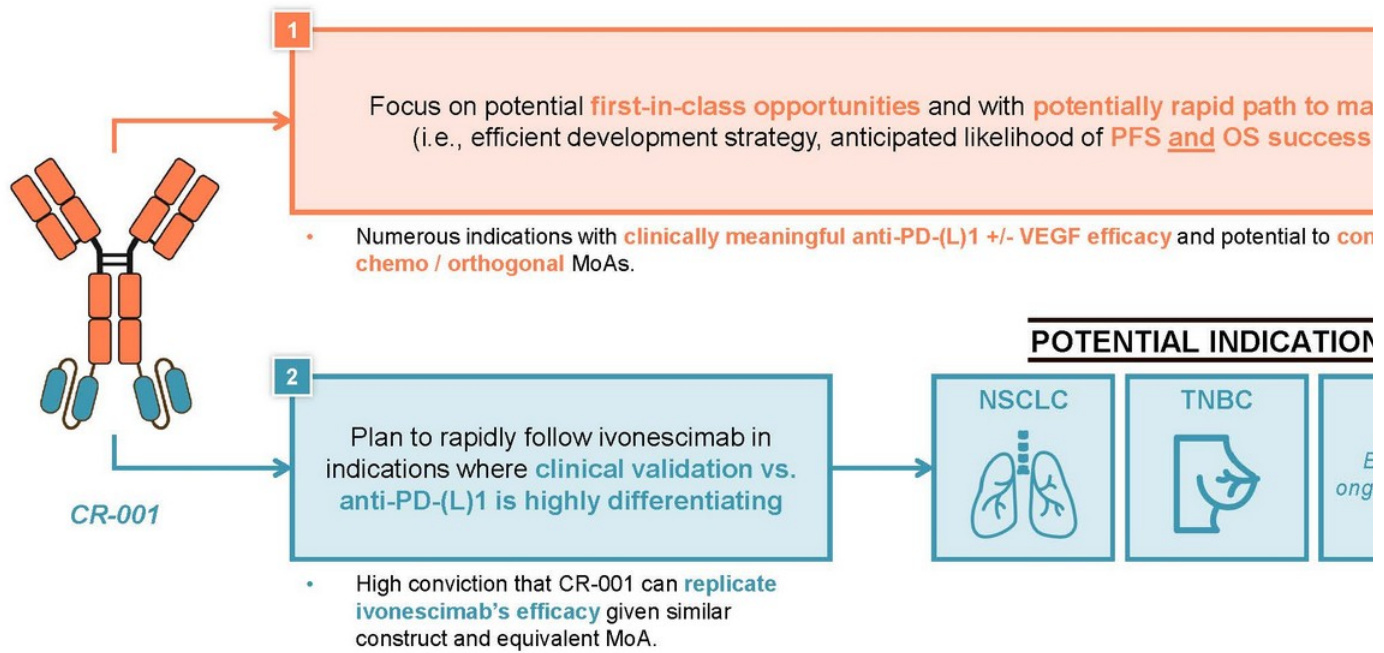 1
Focus on potential first-in-class opportunities and with potentially rapid path to ma
(i.e., efficient development strategy, anticipated likelihood of PFS and OS success
• Numerous indications with clinically meaningful anti-PD-(L)1 +/- VEGF efficacy and potential to con
chemo / orthogonal MoAs.
CR-001
2
Plan to rapidly follow ivonescimab in
indications where clinical validation vs.
anti-PD-(L)1 is highly differentiating
• High conviction that CR-001 can replicate
ivonescimab's efficacy given similar
construct and equivalent MoA.
POTENTIAL INDICATION
NSCLC
TNBC
E
ong